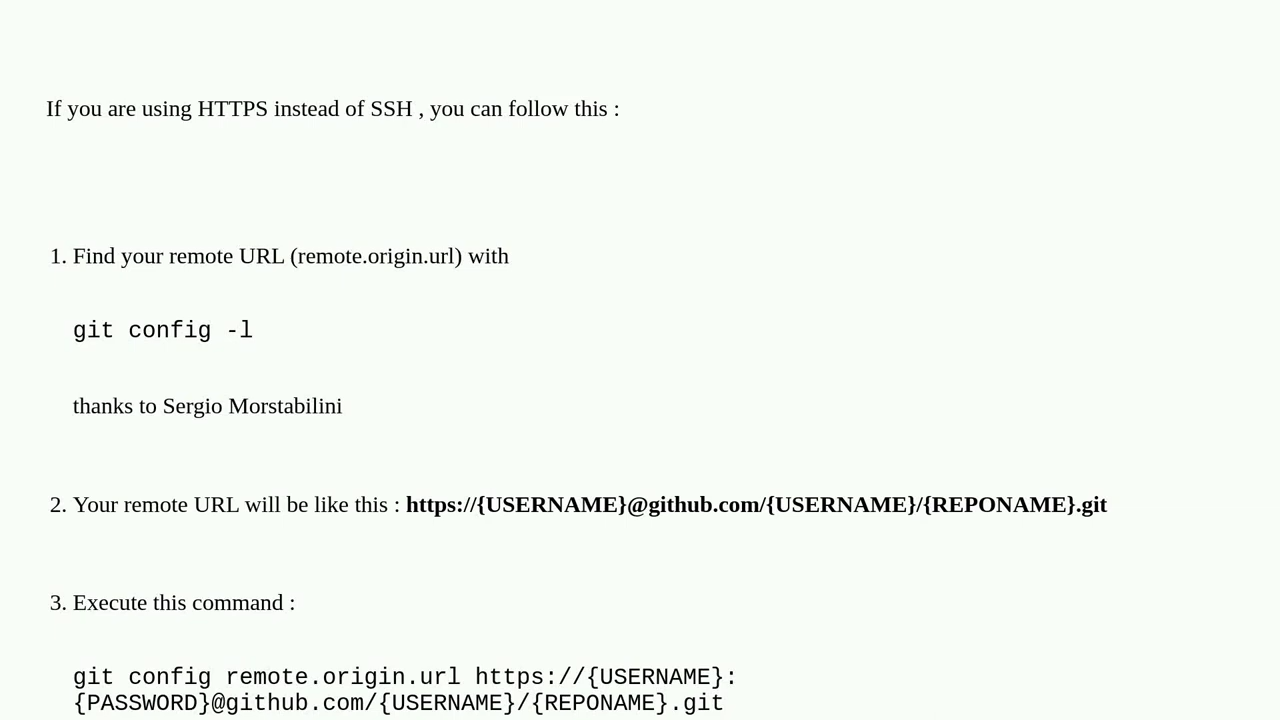 If you are using HTTPS instead of SSH , you can follow this :
1. Find your remote URL (remote.origin.url) with
git config -l
thanks to Sergio Morstabilini
2. Your remote URL will be like this : https://{USERNAME}@github.com/{USERNAME}/{REPONAME}.git
3. Execute this command :
git config remote.origin.url https://{USERNAME}:
{PASSWORD}@github.com/{USERNAME}/{REPONAME}.git